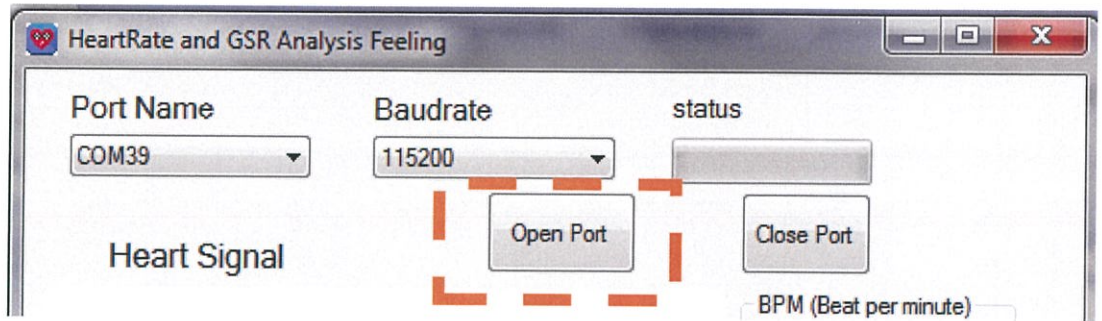 HeartRate and GSR Analysis Feeling
Port Name Baudrate status
COM39 115200
Open Port Close Port
Heart Signal
BPM (Beat per minute)